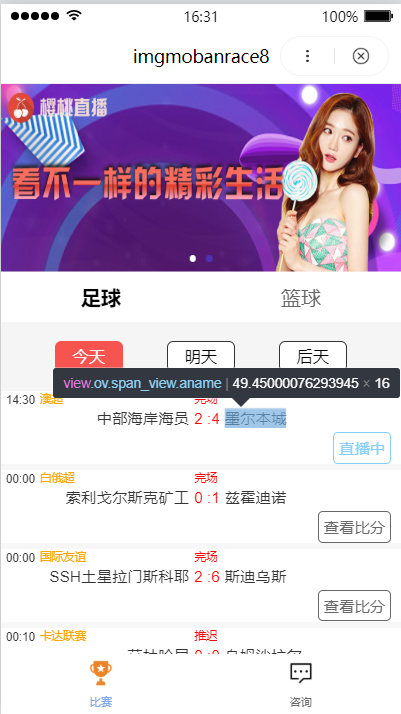 16:31
100%
imgmobanrace8
樱桃直播
看不一样的精彩生活
足球
篮球
今天
明天
后天
view.ov.span_view.aname | 49.45000076293945 × 16
14:30 澳超 完场
中部海岸海员 2 :4 墨尔本城
直播中
00:00 白俄超 完场
索利戈尔斯克矿工 0 :1 兹霍迪诺
查看比分
00:00 国际友谊 完场
SSH土星拉门斯科耶 2 :6 斯迪乌斯
查看比分
00:10 卡达联赛 推迟
比赛
咨询